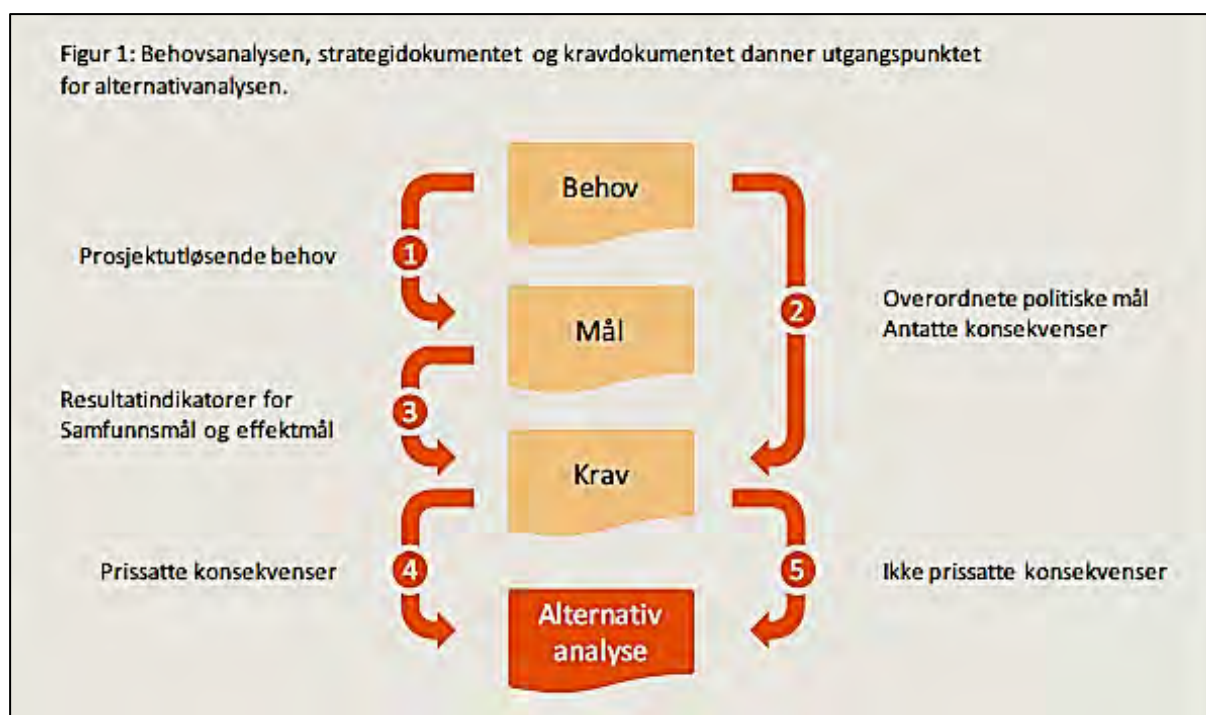 Figur 1: Behovsanalysen, strategidokumentet og kravdokumentet danner utgangspunktet
for alternativanalysen.
Behov
1
Prosjektutløsende behov
2
Overordnete politiske mål
Antatte konsekvenser
Mål
3
Resultatindikatorer for
Samfunnsmål og effektmål
Krav
4
Prissatte konsekvenser
5
Ikke prissatte konsekvenser
Alternativ
analyse